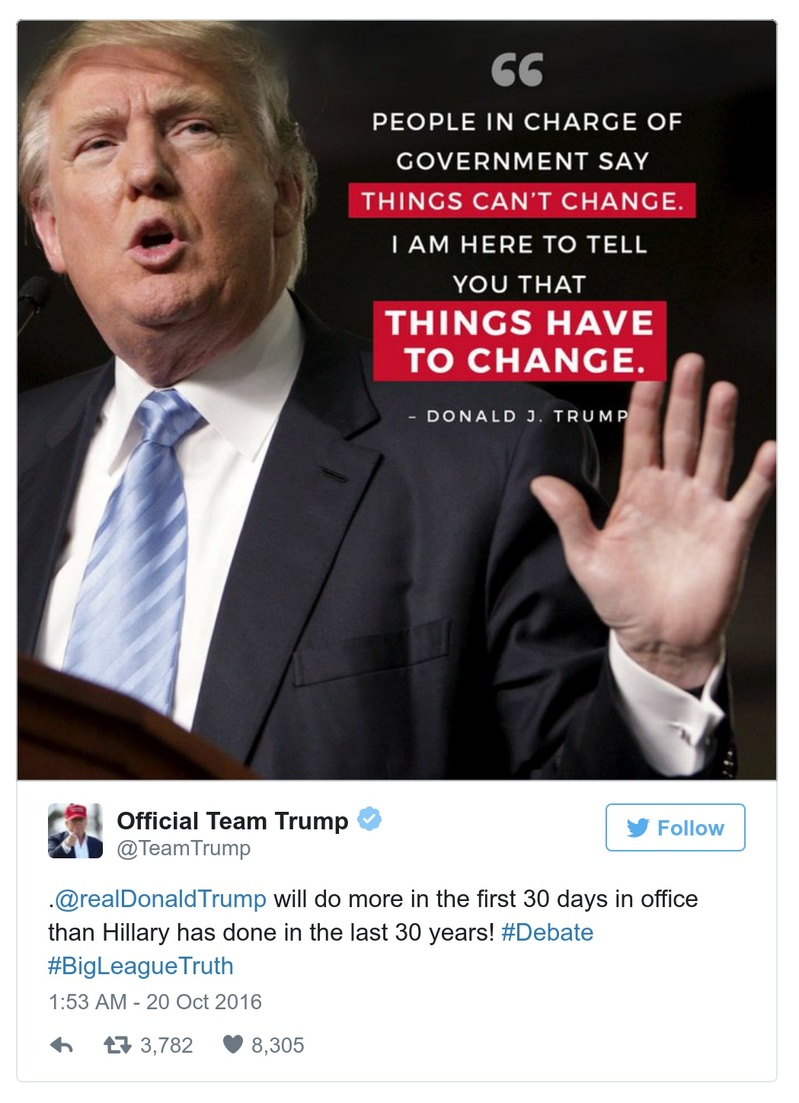 “
PEOPLE IN CHARGE OF
GOVERNMENT SAY
THINGS CAN'T CHANGE.
I AM HERE TO TELL
YOU THAT
THINGS HAVE
TO CHANGE.
– DONALD J. TRUMP
Official Team Trump
@TeamTrump
Follow
.@realDonaldTrump will do more in the first 30 days in office
than Hillary has done in the last 30 years! #Debate
#BigLeagueTruth
1:53 AM - 20 Oct 2016
3,782 8,305